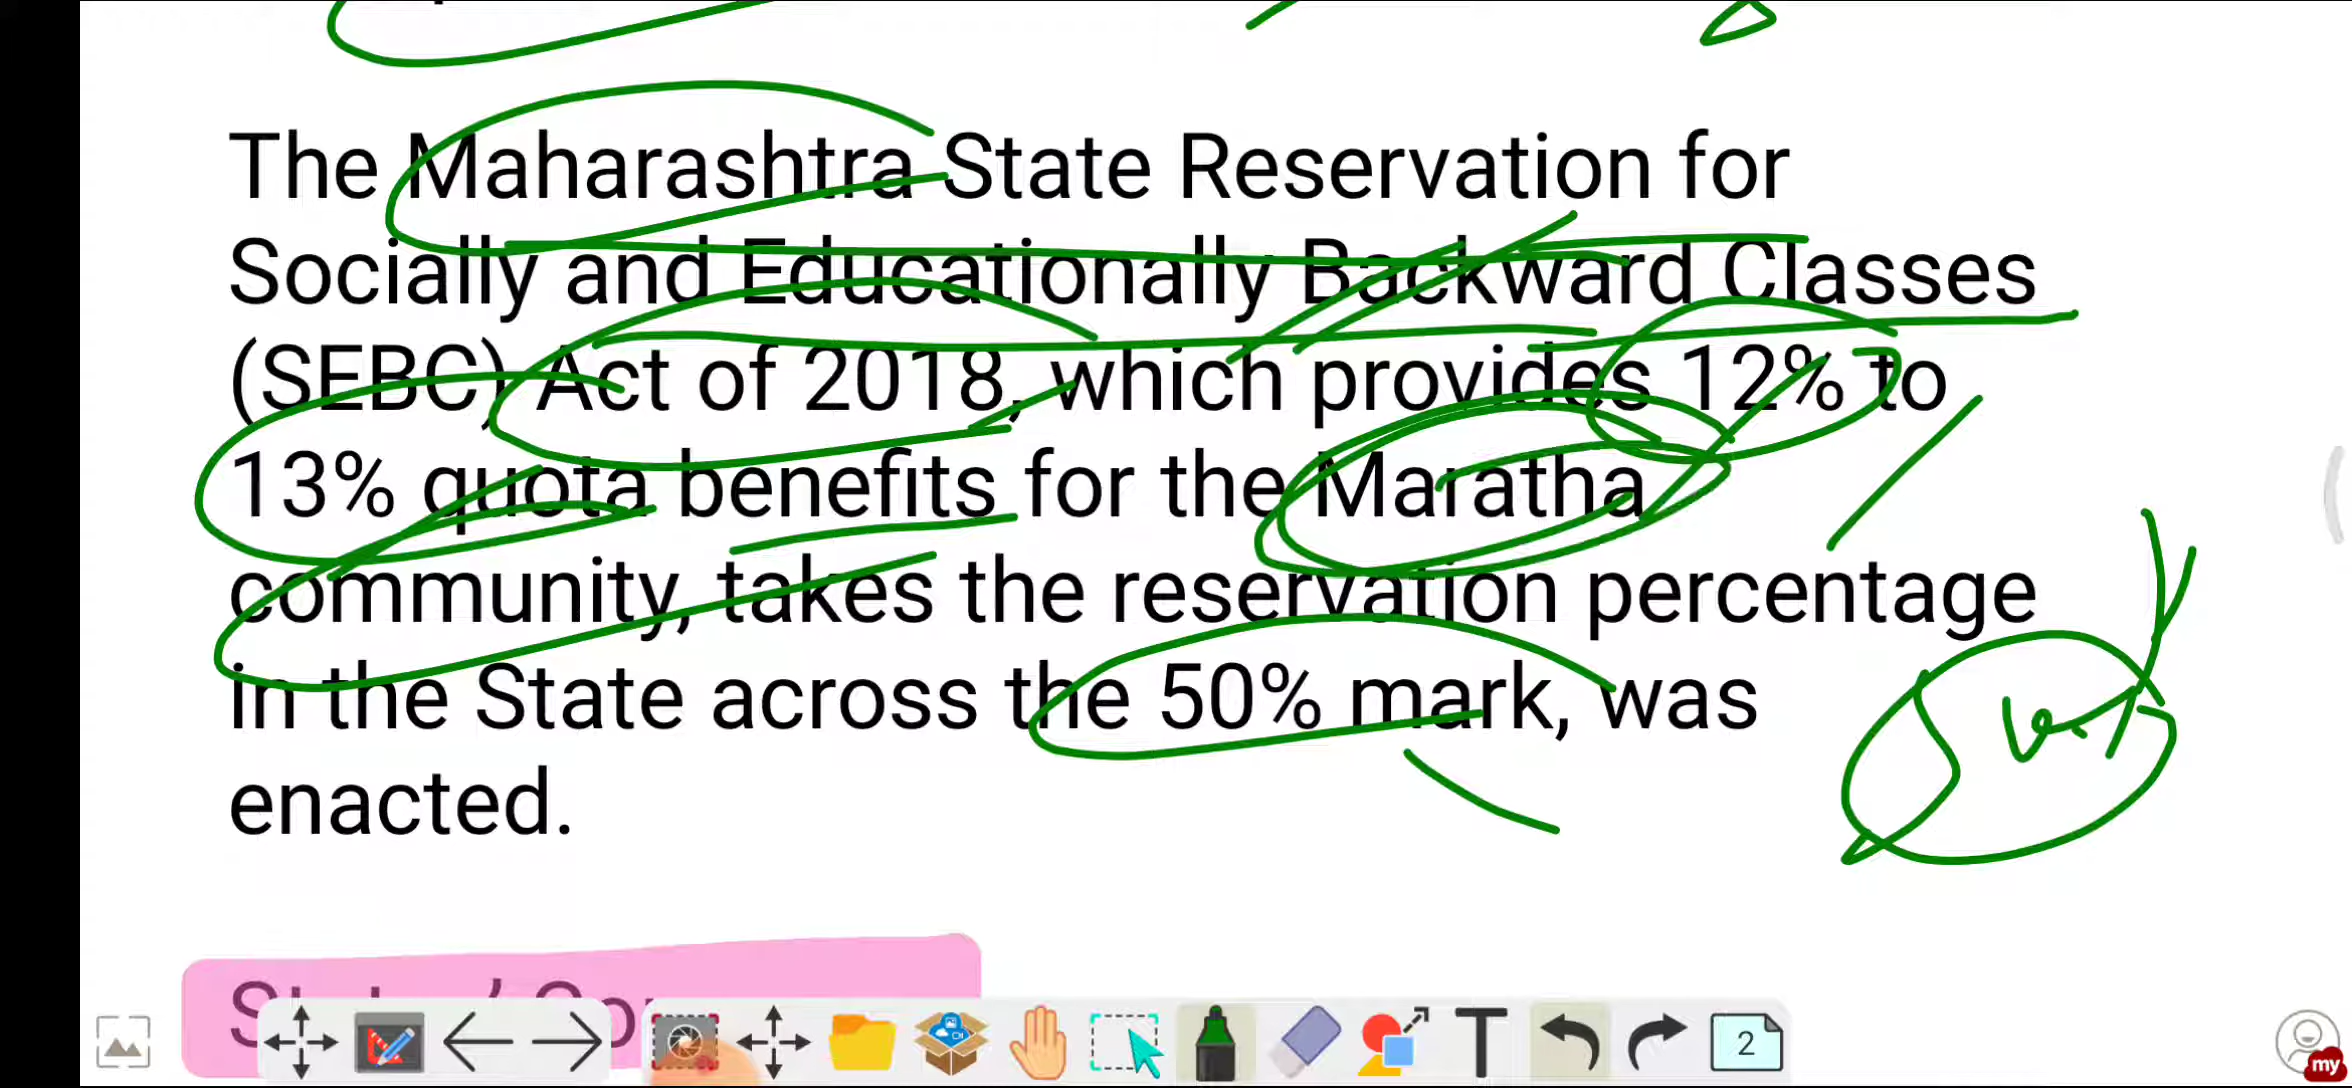 The Maharashtra State Reservation for
Socially and Educationally Backward Classes
(SEBC) Act of 2018, which provides 12% to
13% quota benefits for the Maratha
community, takes the reservation percentage
in the State across the 50% mark, was
enacted.
T
2
my